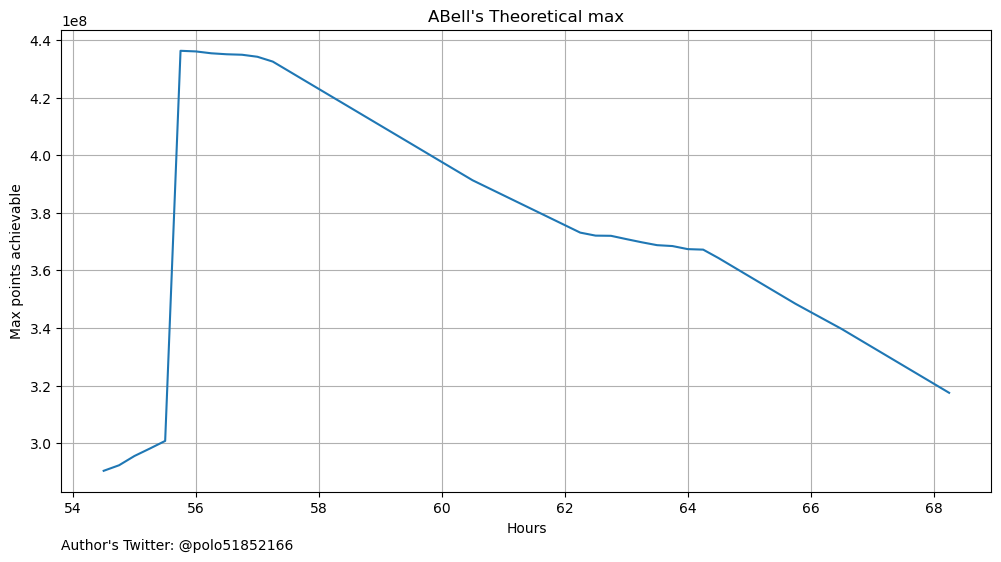 ABell's Theoretical max
1e8
4.4
4.2
4.0
3.8
3.6
3.4
3.2
3.0
Max points achievable
54 56 58 60 62 64 66 68
Hours
Author's Twitter: @polo51852166